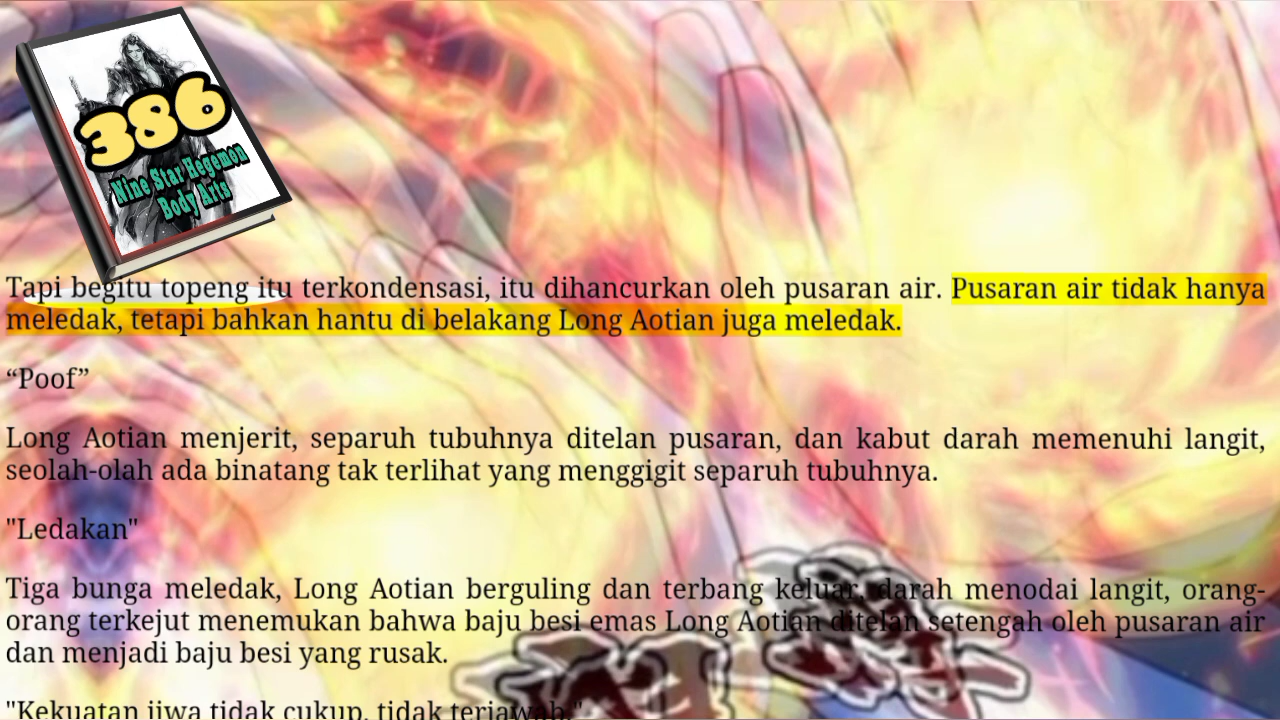 386
Nine Star Hegemon
Body Arts
Tapi begitu topeng itu terkondensasi, itu dihancurkan oleh pusaran air. Pusaran air tidak hanya
meledak, tetapi bahkan hantu di belakang Long Aotian juga meledak.
“Poof”
Long Aotian menjerit, separuh tubuhnya ditelan pusaran, dan kabut darah memenuhi langit,
seolah-olah ada binatang tak terlihat yang menggigit separuh tubuhnya.
"Ledakan"
Tiga bunga meledak, Long Aotian berguling dan terbang keluar, darah menodai langit, orang-
orang terkejut menemukan bahwa baju besi emas Long Aotian ditelan setengah oleh pusaran air
dan menjadi baju besi yang rusak.
"Kekuatan jiwa tidak cukup, tidak terjawab."